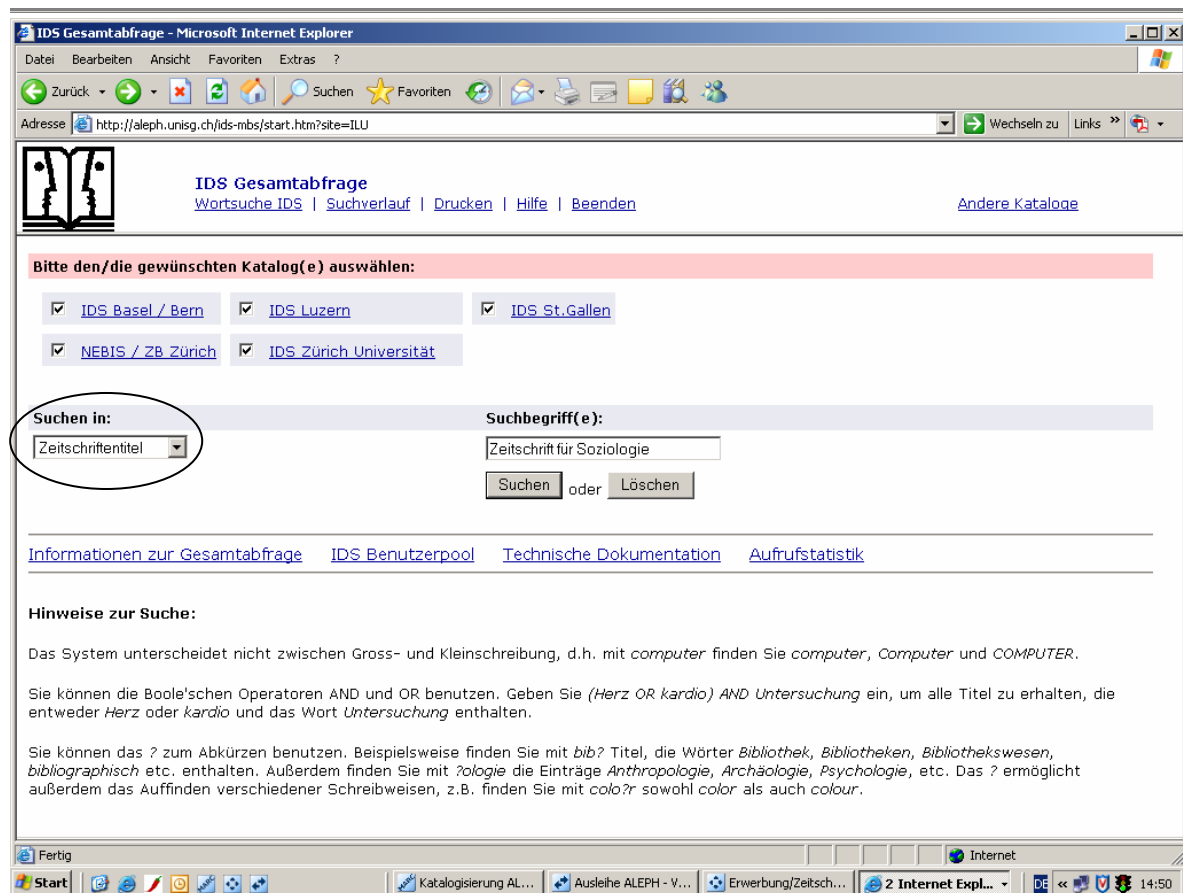 IDS Gesamtabfrage - Microsoft Internet Explorer
Datei Bearbeiten Ansicht Favoriten Extras ?
Zurück Suchen Favoriten
Adresse http://aleph.unisg.ch/ids-mbs/start.htm?site=ILU Wechseln zu Links »
IDS Gesamtabfrage
Wortsuche IDS | Suchverlauf | Drucken | Hilfe | Beenden Andere Kataloge
Bitte den/die gewünschten Katalog(e) auswählen:
IDS Basel / Bern IDS Luzern IDS St.Gallen
NEBIS / ZB Zürich IDS Zürich Universität
Suchen in: Suchbegriff(e):
Zeitschriftentitel Zeitschrift für Soziologie
Suchen oder Löschen
Informationen zur Gesamtabfrage IDS Benutzerpool Technische Dokumentation Aufrufstatistik
Hinweise zur Suche:
Das System unterscheidet nicht zwischen Gross- und Kleinschreibung, d.h. mit computer finden Sie computer, Computer und COMPUTER.
Sie können die Boole'schen Operatoren AND und OR benutzen. Geben Sie (Herz OR kardio) AND Untersuchung ein, um alle Titel zu erhalten, die
entweder Herz oder kardio und das Wort Untersuchung enthalten.
Sie können das ? zum Abkürzen benutzen. Beispielsweise finden Sie mit bib? Titel, die Wörter Bibliothek, Bibliotheken, Bibliothekswesen,
bibliographisch etc. enthalten. Außerdem finden Sie mit ?ologie die Einträge Anthropologie, Archäologie, Psychologie, etc. Das ? ermöglicht
außerdem das Auffinden verschiedener Schreibweisen, z.B. finden Sie mit colo?r sowohl color als auch colour.
Fertig Internet
Start Katalogisierung AL... Ausleihe ALEPH - V... Erwerbung/Zeitsch... 2 Internet Expl... DE « 14:50